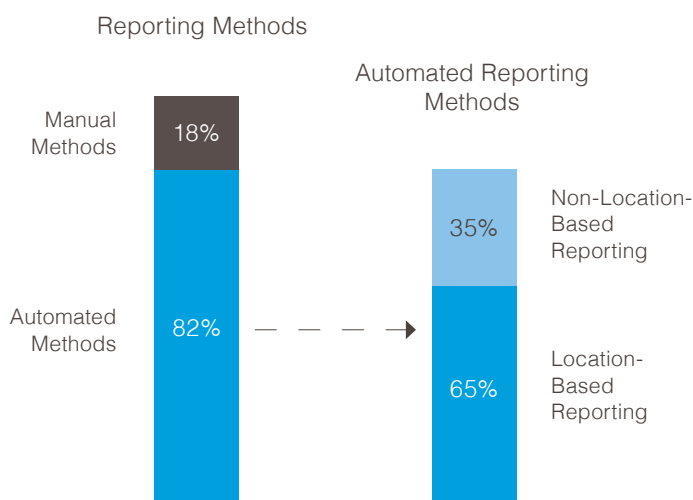 Reporting Methods
Automated Reporting
Methods
Manual
Methods
18%
Automated
Methods
82%
35%
Non-Location-
Based
Reporting
65%
Location-
Based
Reporting